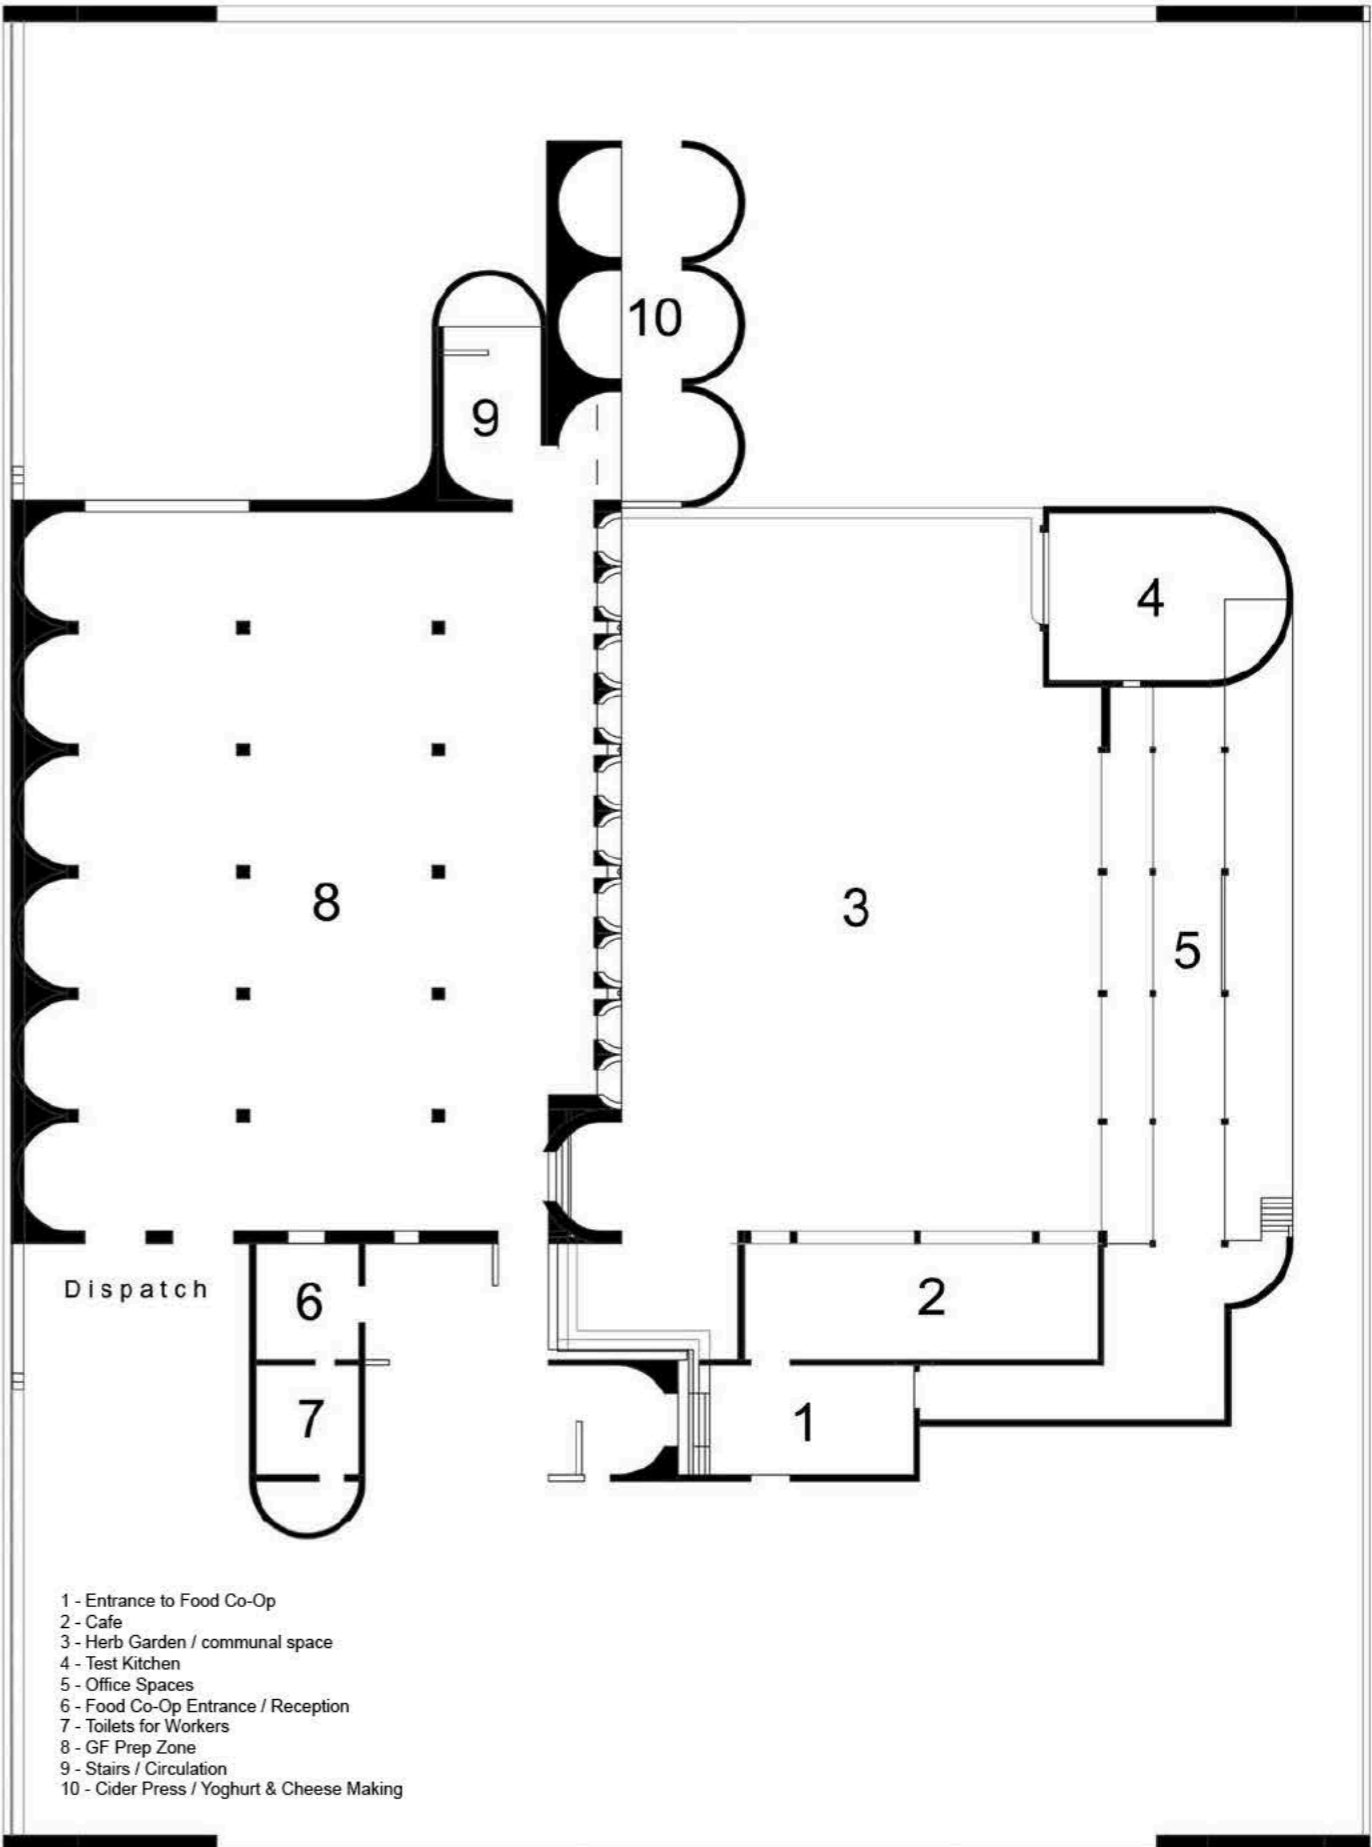 10
9
4
8
3
5
Dispatch
6
2
7
1
1 - Entrance to Food Co-Op
2 - Cafe
3 - Herb Garden / communal space
4 - Test Kitchen
5 - Office Spaces
6 - Food Co-Op Entrance / Reception
7 - Toilets for Workers
8 - GF Prep Zone
9 - Stairs / Circulation
10 - Cider Press / Yoghurt & Cheese Making